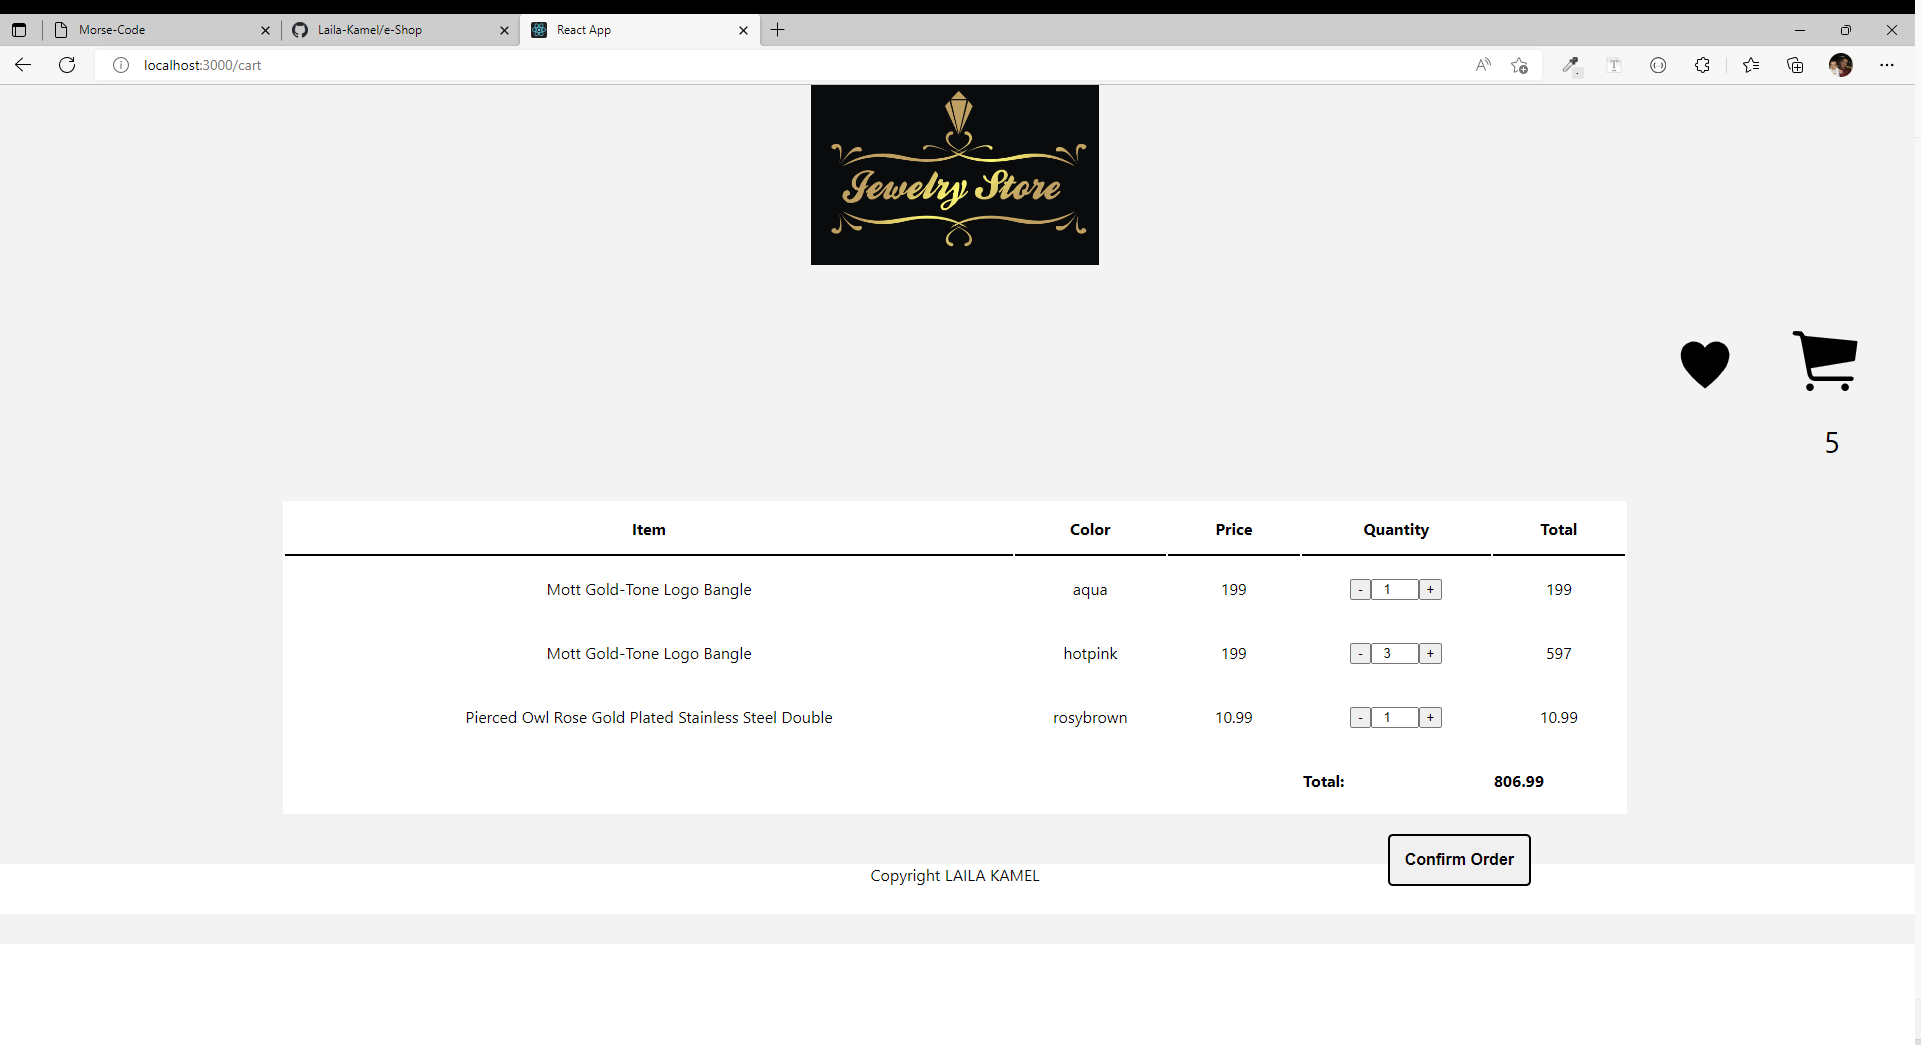 Morse-Code
Laila-Kamel/e-Shop
React App
localhost:3000/cart
Jewelry Store
5
Item Color Price Quantity Total
Mott Gold-Tone Logo Bangle aqua 199 - 1 + 199
Mott Gold-Tone Logo Bangle hotpink 199 - 3 + 597
Pierced Owl Rose Gold Plated Stainless Steel Double rosybrown 10.99 - 1 + 10.99
Total: 806.99
Confirm Order
Copyright LAILA KAMEL